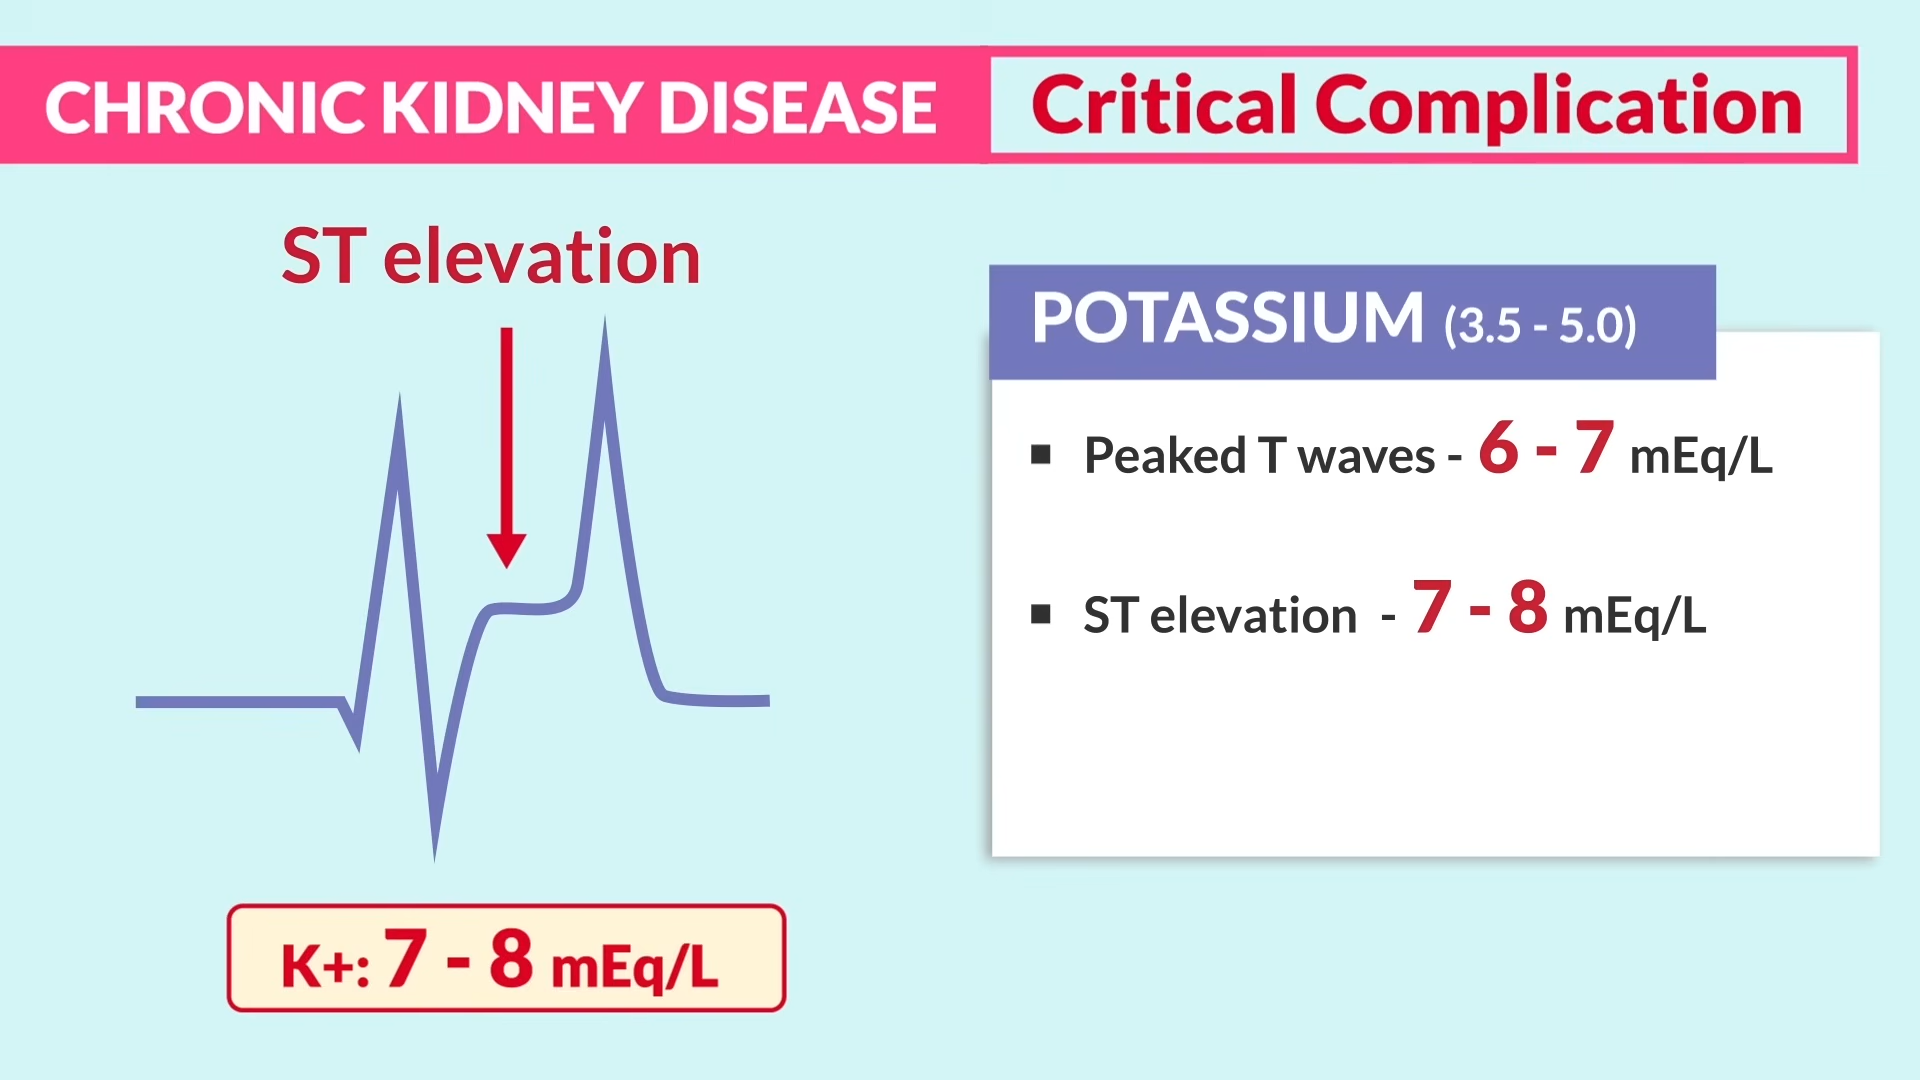 CHRONIC KIDNEY DISEASE
Critical Complication
ST elevation
K+: 7 - 8 mEq/L
POTASSIUM (3.5 - 5.0)
▪ Peaked T waves - 6 - 7 mEq/L
▪ ST elevation - 7 - 8 mEq/L